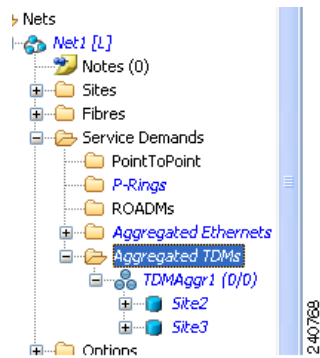 Nets
Net1 [L]
Notes (0)
Sites
Fibres
Service Demands
PointToPoint
P-Rings
ROADMs
Aggregated Ethernets
Aggregated TDMs
TDMAggr1 (0/0)
Site2
Site3
Options
240768